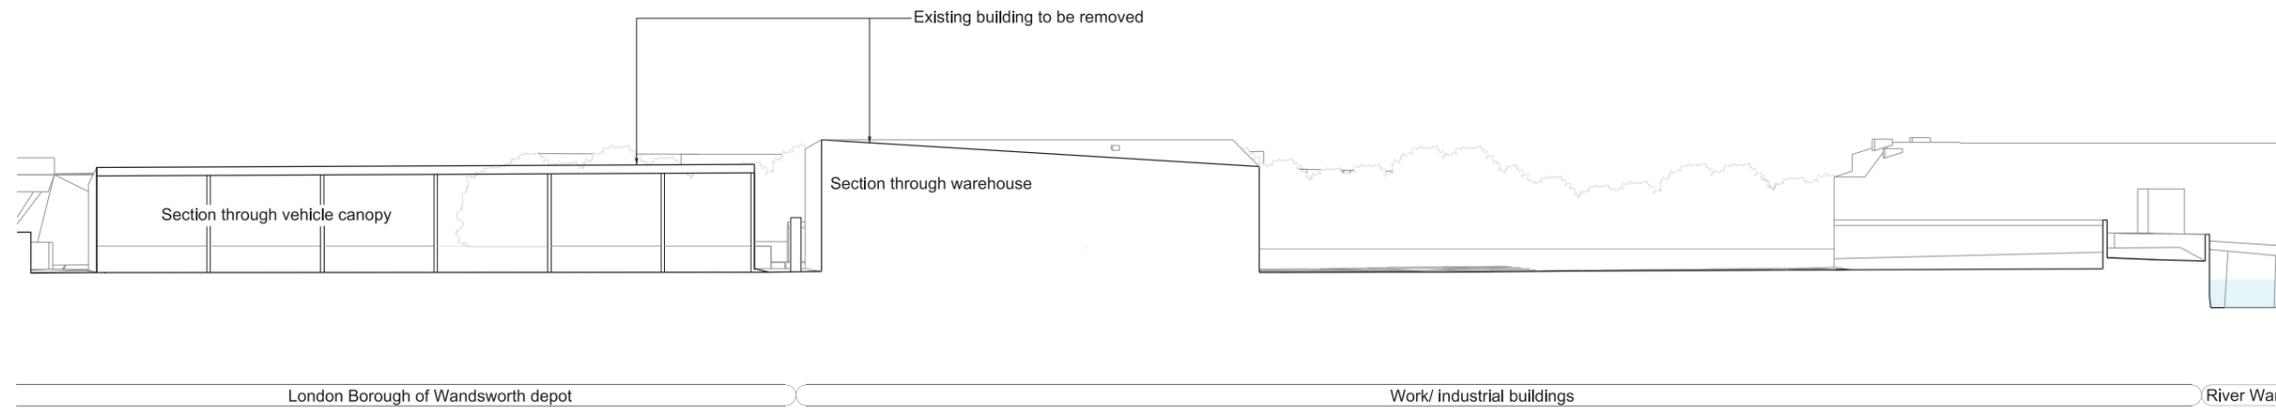 Existing building to be removed
Section through warehouse
Section through vehicle canopy
London Borough of Wandsworth depot
Work/ industrial buildings
River